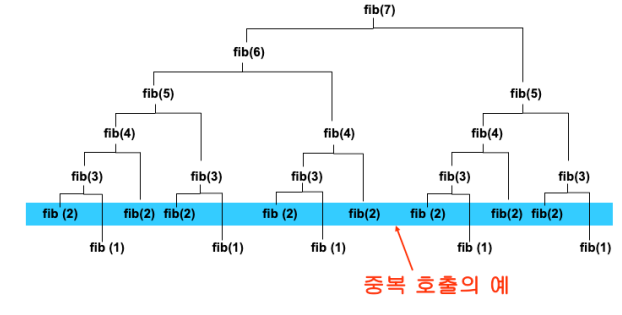 fib(7)
fib(6)
fib(5) fib(5)
fib(4) fib(4) fib(4)
fib(3) fib(3) fib(3) fib(3) fib(3)
fib (2) fib(2) fib(2) fib (2) fib(2) fib (2) fib(2) fib(2)
fib (1) fib(1) fib (1) fib (1) fib(1)
중복 호출의 예